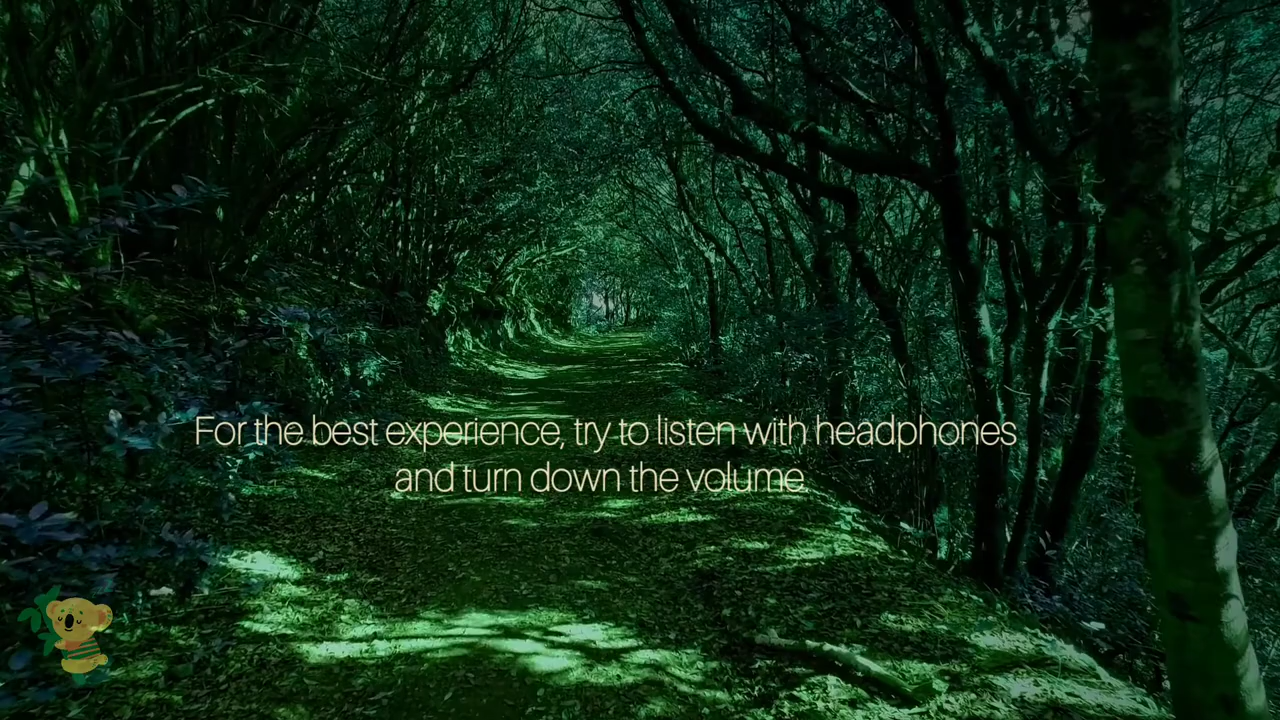 For the best experience, try to listen with headphones
and turn down the volume.